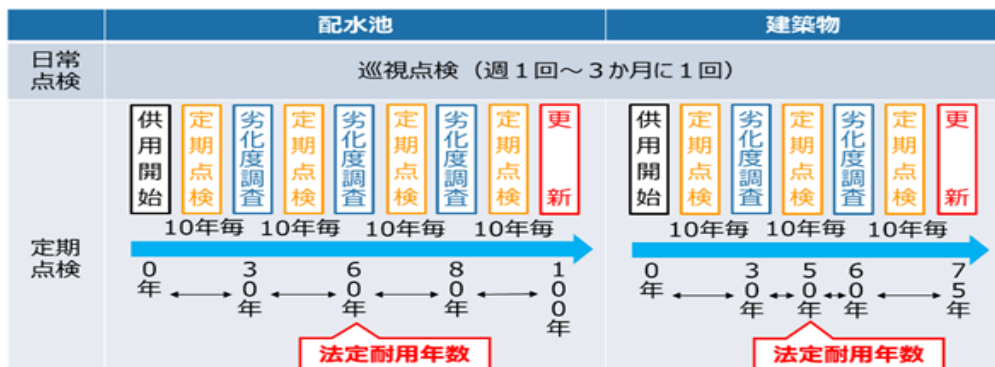 配水池
建築物
日常点検
巡視点検（週１回～３か月に１回）
定期点検
供用開始
定期点検
劣化度調査
定期点検
劣化度調査
定期点検
劣化度調査
定期点検
更新
10年毎 10年毎 10年毎 10年毎
0年
30年
60年
80年
100年
法定耐用年数
供用開始
定期点検
劣化度調査
定期点検
劣化度調査
定期点検
更新
10年毎 10年毎 10年毎
0年
30年
50年
60年
75年
法定耐用年数